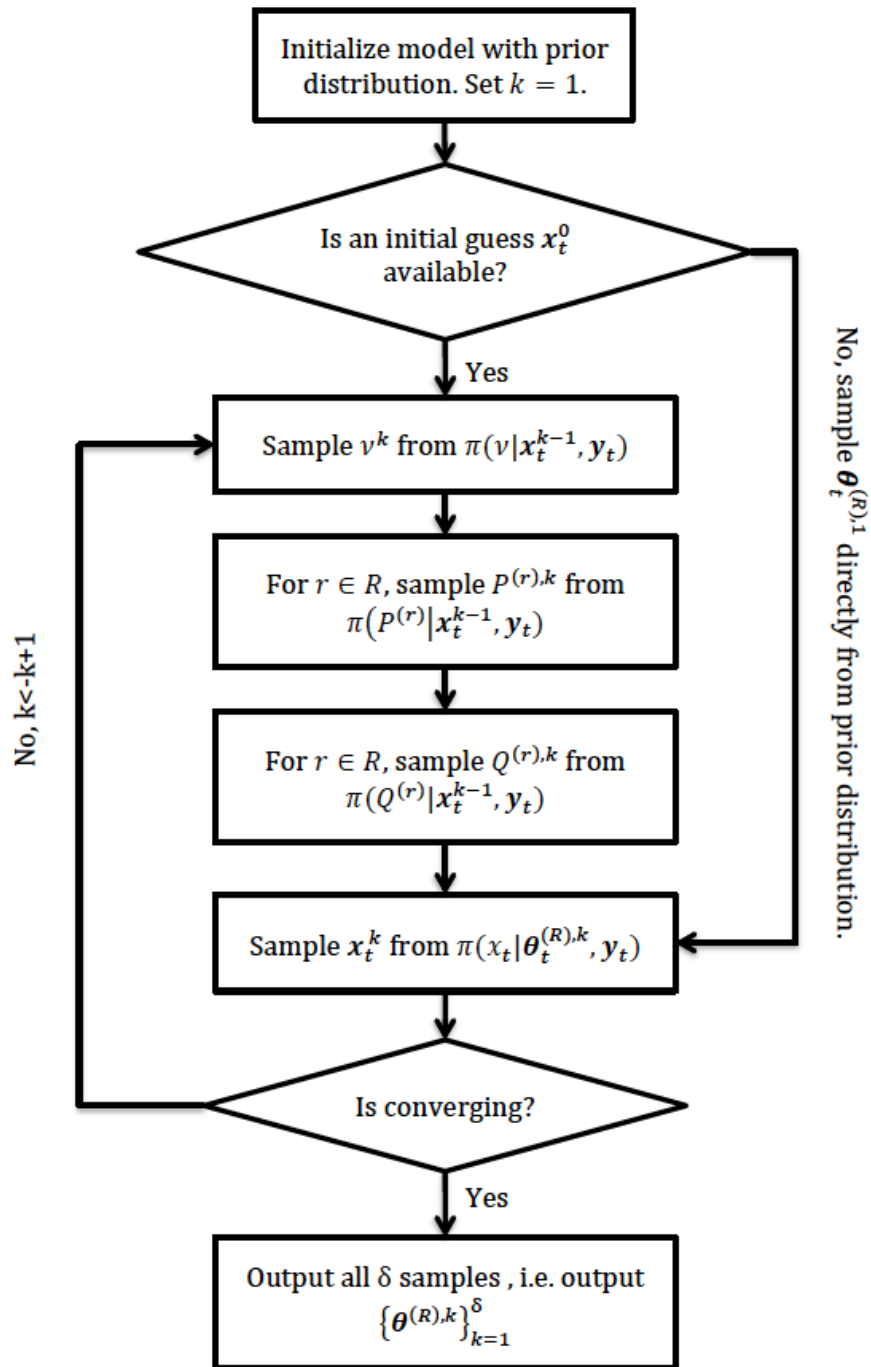 Initialize model with prior
distribution. Set k = 1.
Is an initial guess x_t^0
available?
Yes
Sample ν^k from π(ν|x_t^{k−1}, y_t)
For r ∈ R, sample P^{(r),k} from
π(P^{(r)}|x_t^{k−1}, y_t)
For r ∈ R, sample Q^{(r),k} from
π(Q^{(r)}|x_t^{k−1}, y_t)
Sample x_t^k from π(x_t|θ_t^{(R),k}, y_t)
Is converging?
Yes
Output all δ samples , i.e. output
{θ^{(R),k}}_{k=1}^δ
No, k<-k+1
No, sample θ_t^{(R),1} directly from prior distribution.